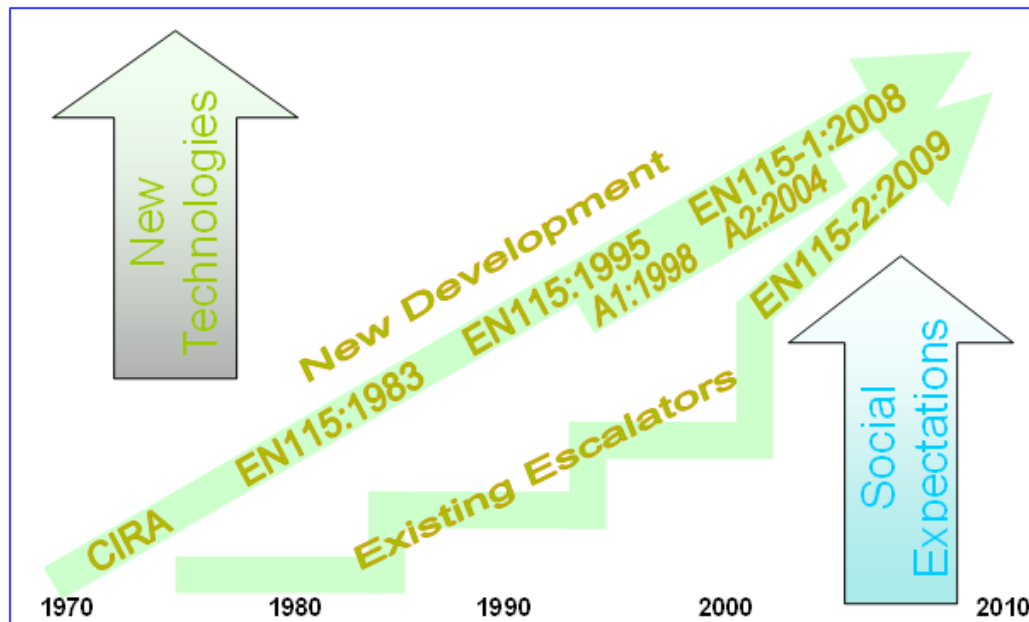 New
Technologies
New Development
CIRA
EN115:1983
EN115:1995
A1:1998
EN115-1:2008
A2:2004
EN115-2:2009
Existing Escalators
Social
Expectations
1970
1980
1990
2000
2010